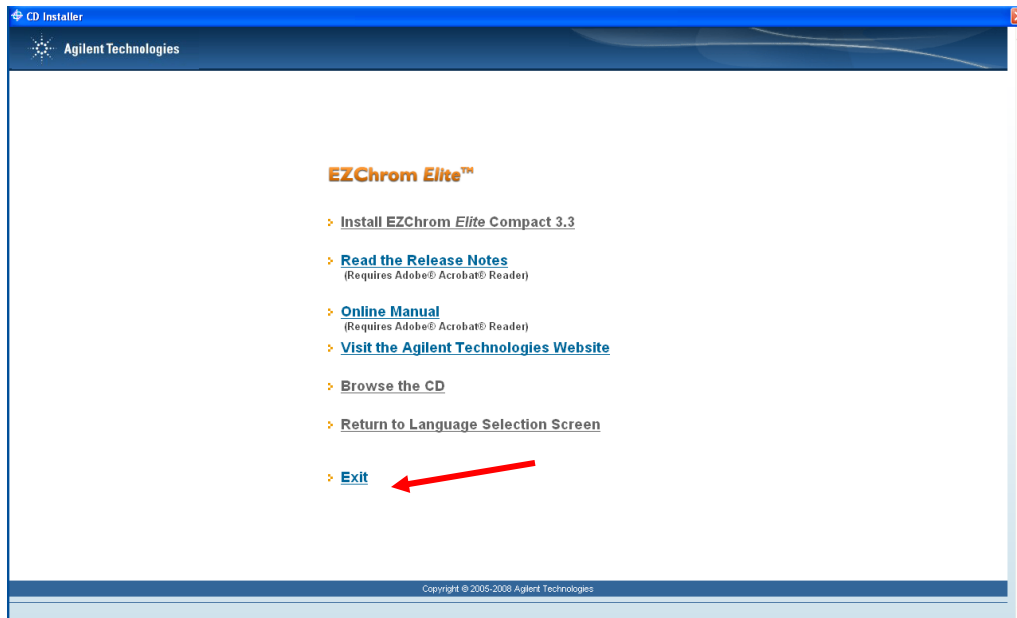 CD Installer
Agilent Technologies
EZChrom Elite™
Install EZChrom Elite Compact 3.3
Read the Release Notes
(Requires Adobe® Acrobat® Reader)
Online Manual
(Requires Adobe® Acrobat® Reader)
Visit the Agilent Technologies Website
Browse the CD
Return to Language Selection Screen
Exit
Copyright © 2005-2008 Agilent Technologies